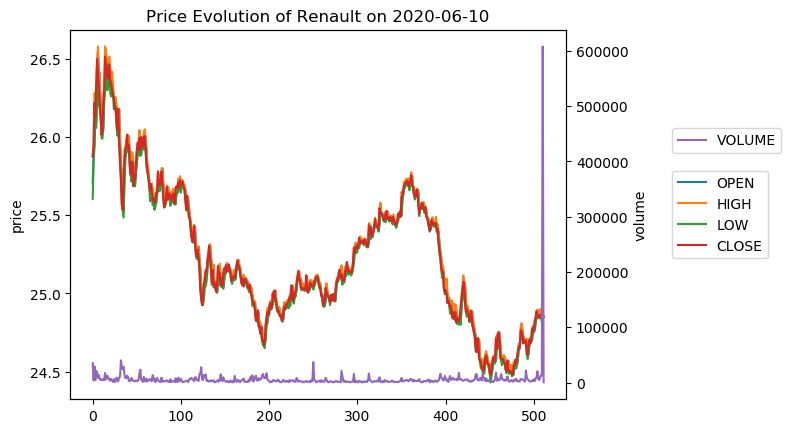 Price Evolution of Renault on 2020-06-10
26.5
26.0
25.5
25.0
24.5
price
0
100
200
300
400
500
600000
500000
400000
300000
200000
100000
0
volume
VOLUME
OPEN
HIGH
LOW
CLOSE